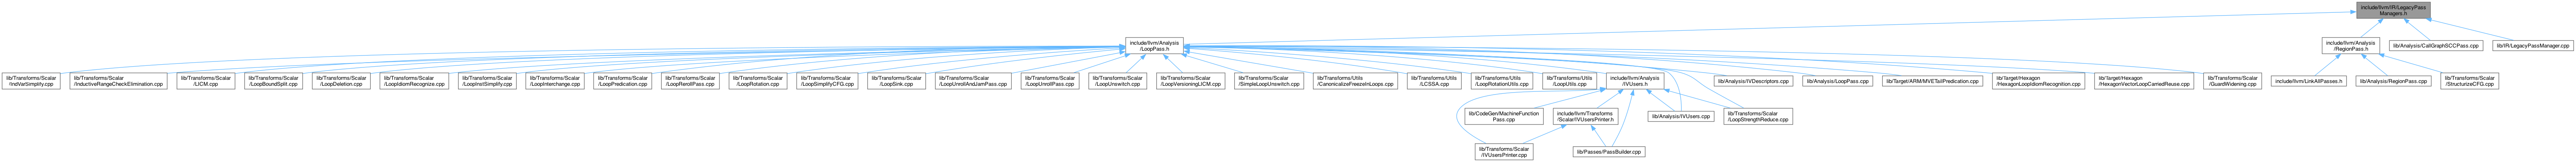 include/llvm/IR/LegacyPass
Managers.h
include/llvm/Analysis
/LoopPass.h
include/llvm/Analysis
/RegionPass.h
lib/Analysis/CallGraphSCCPass.cpp
lib/IR/LegacyPassManager.cpp
lib/Transforms/Scalar
/IndVarSimplify.cpp
lib/Transforms/Scalar
/InductiveRangeCheckElimination.cpp
lib/Transforms/Scalar
/LICM.cpp
lib/Transforms/Scalar
/LoopBoundSplit.cpp
lib/Transforms/Scalar
/LoopDeletion.cpp
lib/Transforms/Scalar
/LoopIdiomRecognize.cpp
lib/Transforms/Scalar
/LoopInstSimplify.cpp
lib/Transforms/Scalar
/LoopInterchange.cpp
lib/Transforms/Scalar
/LoopPredication.cpp
lib/Transforms/Scalar
/LoopRerollPass.cpp
lib/Transforms/Scalar
/LoopRotation.cpp
lib/Transforms/Scalar
/LoopSimplifyCFG.cpp
lib/Transforms/Scalar
/LoopSink.cpp
lib/Transforms/Scalar
/LoopUnrollAndJamPass.cpp
lib/Transforms/Scalar
/LoopUnrollPass.cpp
lib/Transforms/Scalar
/LoopUnswitch.cpp
lib/Transforms/Scalar
/LoopVersioningLICM.cpp
lib/Transforms/Scalar
/SimpleLoopUnswitch.cpp
lib/Transforms/Utils
/CanonicalizeFreezeInLoops.cpp
lib/Transforms/Utils
/LCSSA.cpp
lib/Transforms/Utils
/LoopRotationUtils.cpp
lib/Transforms/Utils
/LoopUtils.cpp
include/llvm/Analysis
/IVUsers.h
lib/Analysis/IVDescriptors.cpp
lib/Analysis/LoopPass.cpp
lib/Target/ARM/MVETailPredication.cpp
lib/Target/Hexagon
/HexagonLoopIdiomRecognition.cpp
lib/Target/Hexagon
/HexagonVectorLoopCarriedReuse.cpp
lib/Transforms/Scalar
/GuardWidening.cpp
include/llvm/LinkAllPasses.h
lib/Analysis/RegionPass.cpp
lib/Transforms/Scalar
/StructurizeCFG.cpp
lib/CodeGen/MachineFunction
Pass.cpp
include/llvm/Transforms
/Scalar/IVUsersPrinter.h
lib/Analysis/IVUsers.cpp
lib/Transforms/Scalar
/LoopStrengthReduce.cpp
lib/Transforms/Scalar
/IVUsersPrinter.cpp
lib/Passes/PassBuilder.cpp